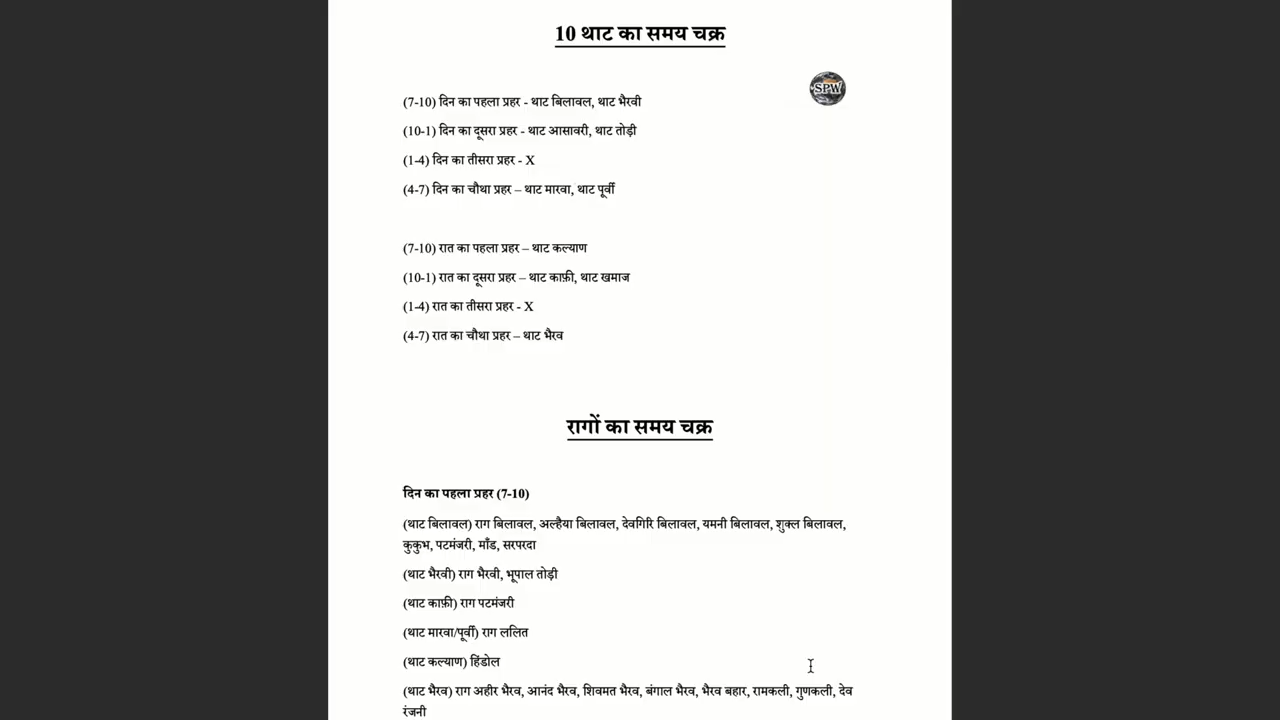 10 थाट का समय चक्र
SPW
(7-10) दिन का पहला प्रहर - थाट बिलावल, थाट भैरवी
(10-1) दिन का दूसरा प्रहर - थाट आसावरी, थाट तोड़ी
(1-4) दिन का तीसरा प्रहर - X
(4-7) दिन का चौथा प्रहर – थाट मारवा, थाट पूर्वी
(7-10) रात का पहला प्रहर – थाट कल्याण
(10-1) रात का दूसरा प्रहर – थाट काफ़ी, थाट खमाज
(1-4) रात का तीसरा प्रहर - X
(4-7) रात का चौथा प्रहर – थाट भैरव
रागों का समय चक्र
दिन का पहला प्रहर (7-10)
(थाट बिलावल) राग बिलावल, अल्हैया बिलावल, देवगिरि बिलावल, यमनी बिलावल, शुक्ल बिलावल,
कुकुभ, पटमंजरी, माँड, सरपरदा
(थाट भैरवी) राग भैरवी, भूपाल तोड़ी
(थाट काफ़ी) राग पटमंजरी
(थाट मारवा/पूर्वी) राग ललित
(थाट कल्याण) हिंडोल
(थाट भैरव) राग अहीर भैरव, आनंद भैरव, शिवमत भैरव, बंगाल भैरव, भैरव बहार, रामकली, गुणकली, देव
रंजनी